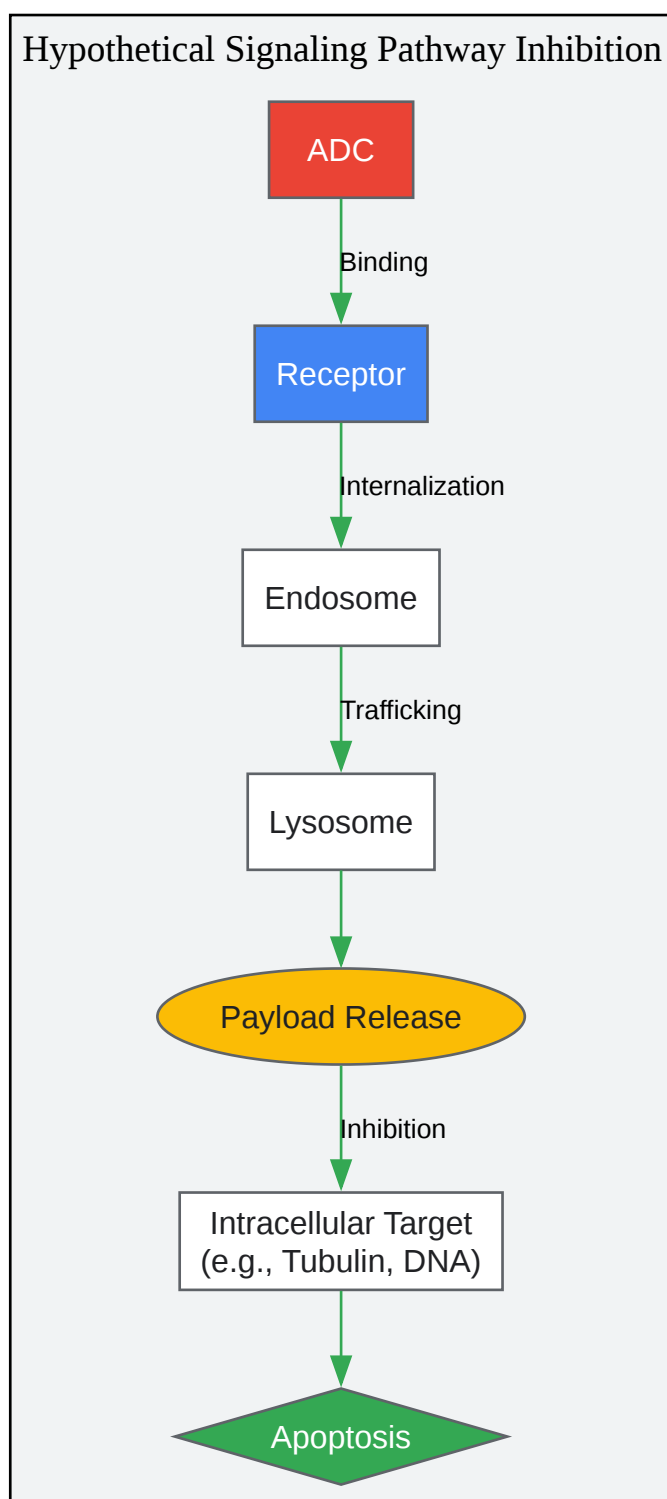 Hypothetical Signaling Pathway Inhibition
ADC
Binding
Receptor
Internalization
Endosome
Trafficking
Lysosome
Payload Release
Inhibition
Intracellular Target
(e.g., Tubulin, DNA)
Apoptosis